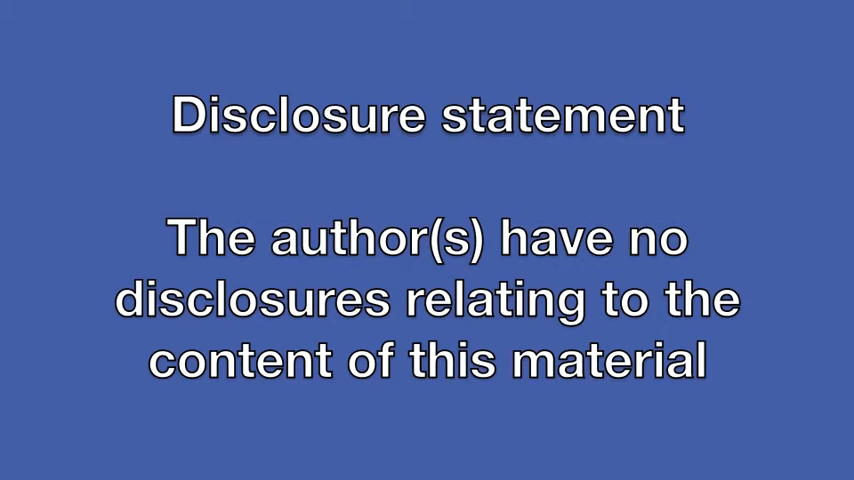 Disclosure statement
The author(s) have no
disclosures relating to the
content of this material